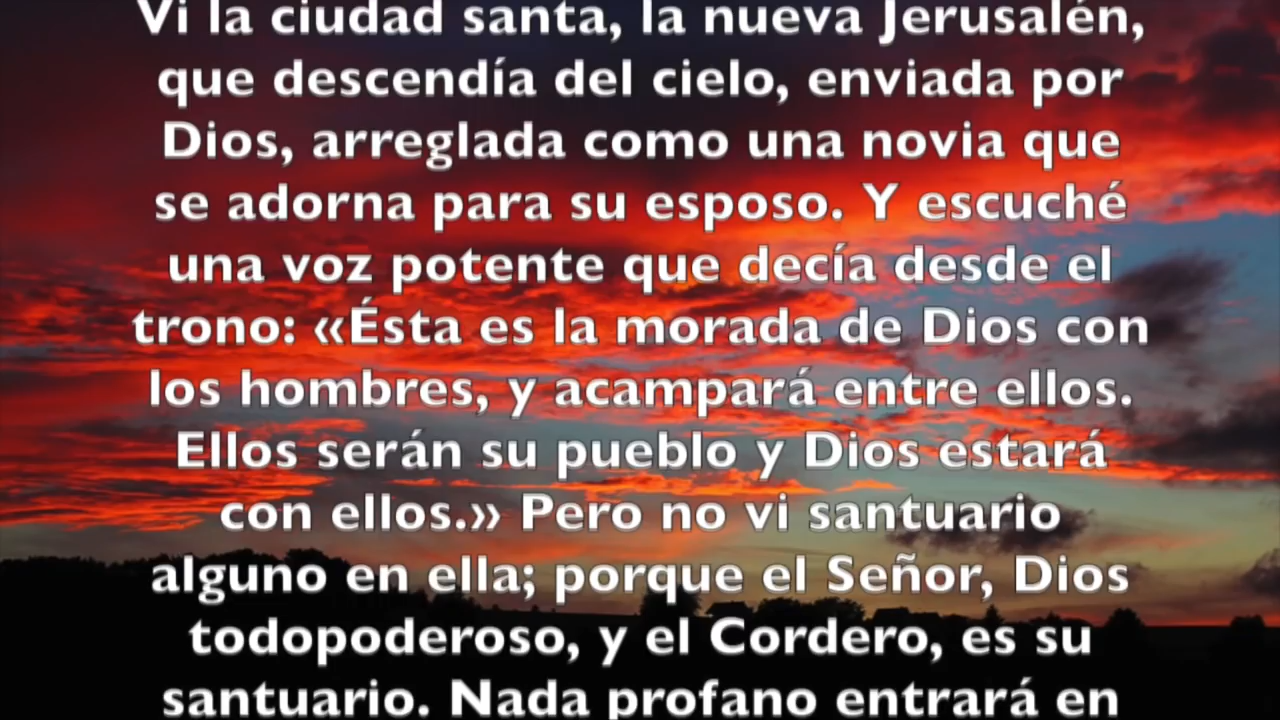 Vi la ciudad santa, la nueva Jerusalén,
que descendía del cielo, enviada por
Dios, arreglada como una novia que
se adorna para su esposo. Y escuché
una voz potente que decía desde el
trono: «Ésta es la morada de Dios con
los hombres, y acampará entre ellos.
Ellos serán su pueblo y Dios estará
con ellos.» Pero no vi santuario
alguno en ella; porque el Señor, Dios
todopoderoso, y el Cordero, es su
santuario. Nada profano entrará en